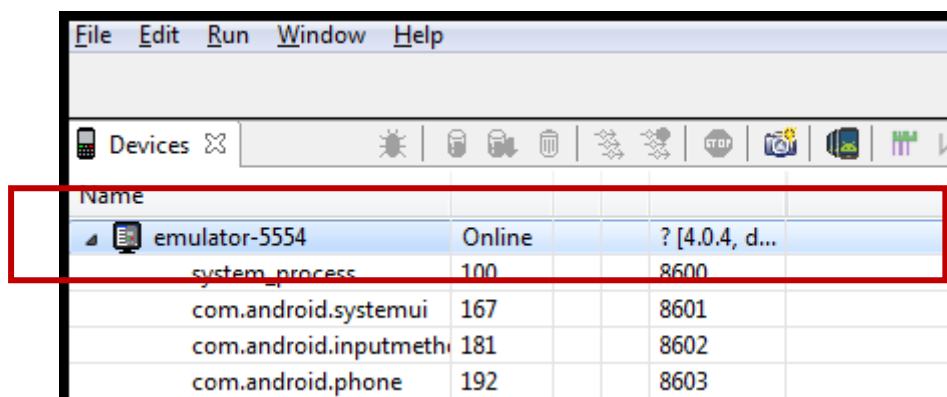 File Edit Run Window Help
Devices
STOP
Name
emulator-5554 Online ? [4.0.4, d...
system_process 100 8600
com.android.systemui 167 8601
com.android.inputmeth 181 8602
com.android.phone 192 8603